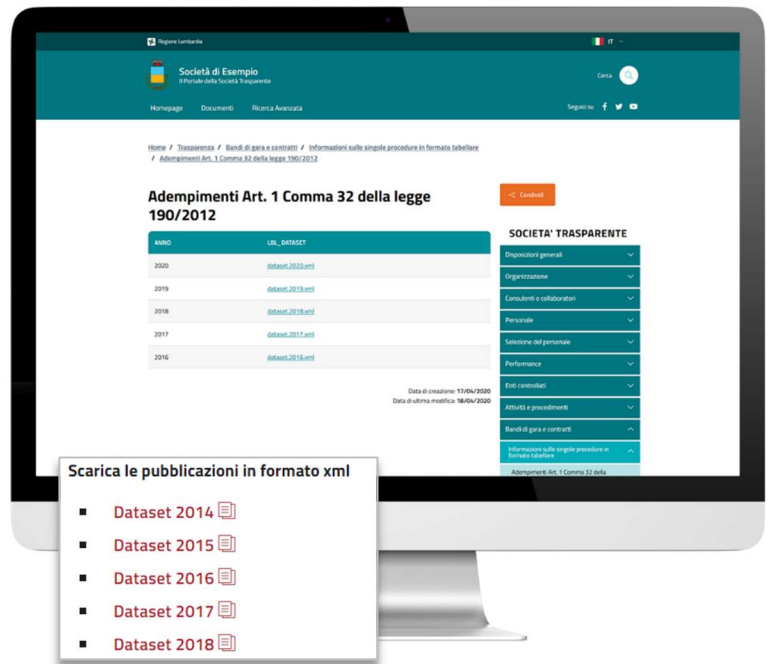 Regione Lombardia
IT
Società di Esempio
Il Portale della Società Trasparente
Cerca
Homepage Documenti Ricerca Avanzata
Seguici su
Home / Trasparenza / Bandi di gara e contratti / Informazioni sulle singole procedure in formato tabellare
/ Adempimenti Art. 1 Comma 32 della legge 190/2012
Adempimenti Art. 1 Comma 32 della legge
190/2012
Condividi
ANNO LDL_DATASET
2020 dataset.2020.xml
2019 dataset.2019.xml
2018 dataset.2018.xml
2017 dataset.2017.xml
2016 dataset.2016.xml
Data di creazione: 17/04/2020
Data di ultima modifica: 18/04/2020
SOCIETA' TRASPARENTE
Disposizioni generali
Organizzazione
Consulenti e collaboratori
Personale
Selezione del personale
Performance
Enti controllati
Attività e procedimenti
Bandi di gara e contratti
Informazioni sulle singole procedure in
formato tabellare
Adempimenti Art. 1 Comma 32 della
Scarica le pubblicazioni in formato xml
Dataset 2014
Dataset 2015
Dataset 2016
Dataset 2017
Dataset 2018